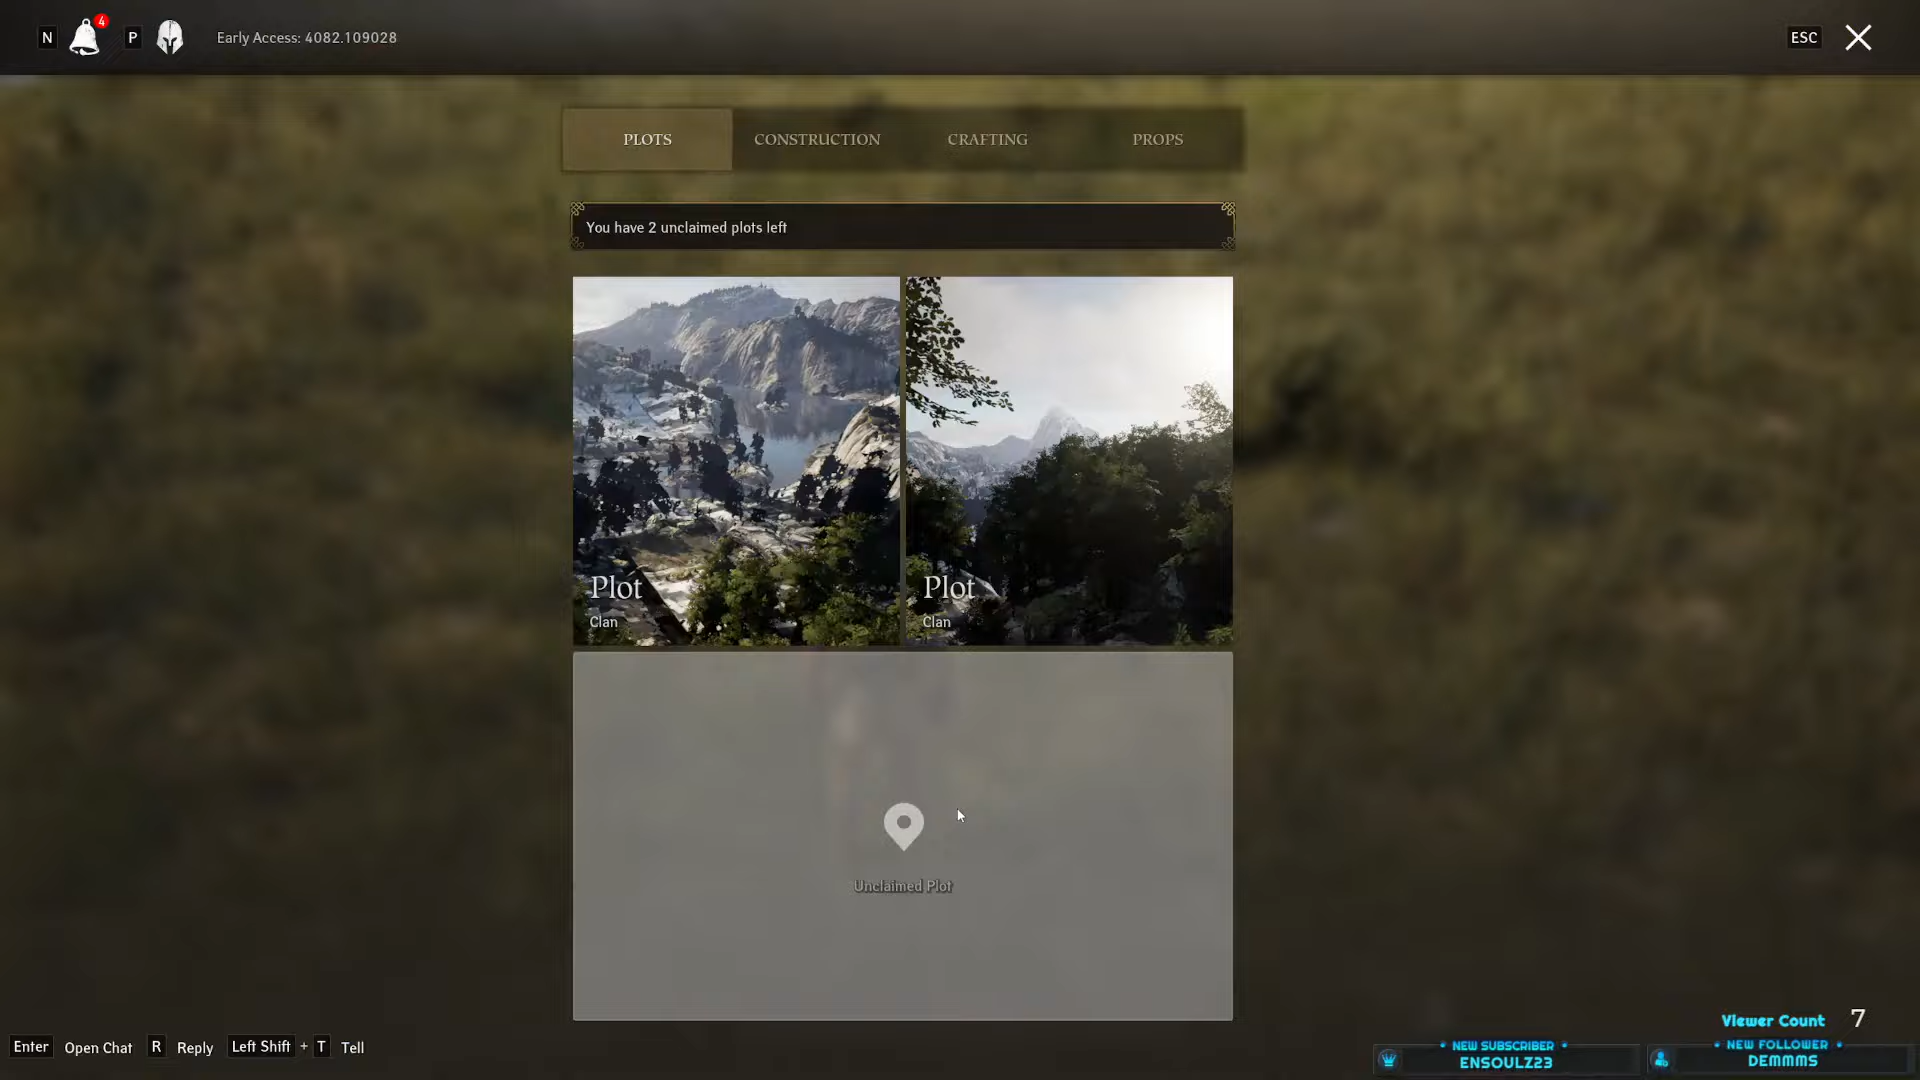 N 4 P Early Access: 4082.109028 ESC
PLOTS CONSTRUCTION CRAFTING PROPS
You have 2 unclaimed plots left
Plot
Clan
Plot
Clan
Unclaimed Plot
Viewer Count 7
Enter Open Chat R Reply Left Shift + T Tell
NEW SUBSCRIBER
ENSOULZ23
NEW FOLLOWER
DEMMMS